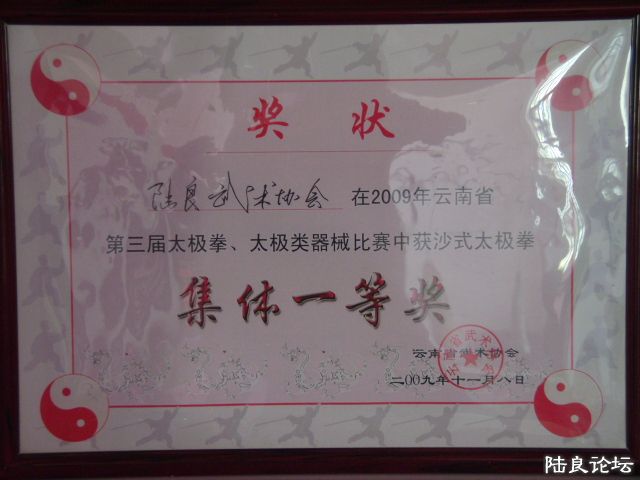 奖 状
陆良武术协会 在2009年云南省
第三届太极拳、太极类器械比赛中获沙式太极拳
集体一等奖
云南省武术协会
二00九年十一月八日
陆良论坛